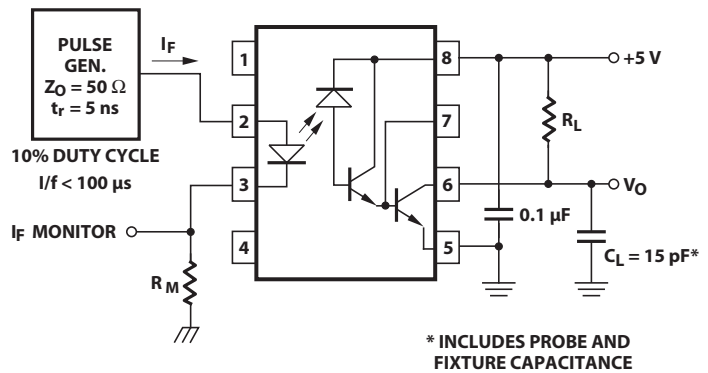 PULSE
GEN.
Z_O = 50 Ω
t_r = 5 ns
10% DUTY CYCLE
I/f < 100 µs
I_F
I_F MONITOR
R_M
1
2
3
4
8
7
6
5
+5 V
R_L
V_O
0.1 µF
C_L = 15 pF*
* INCLUDES PROBE AND
FIXTURE CAPACITANCE